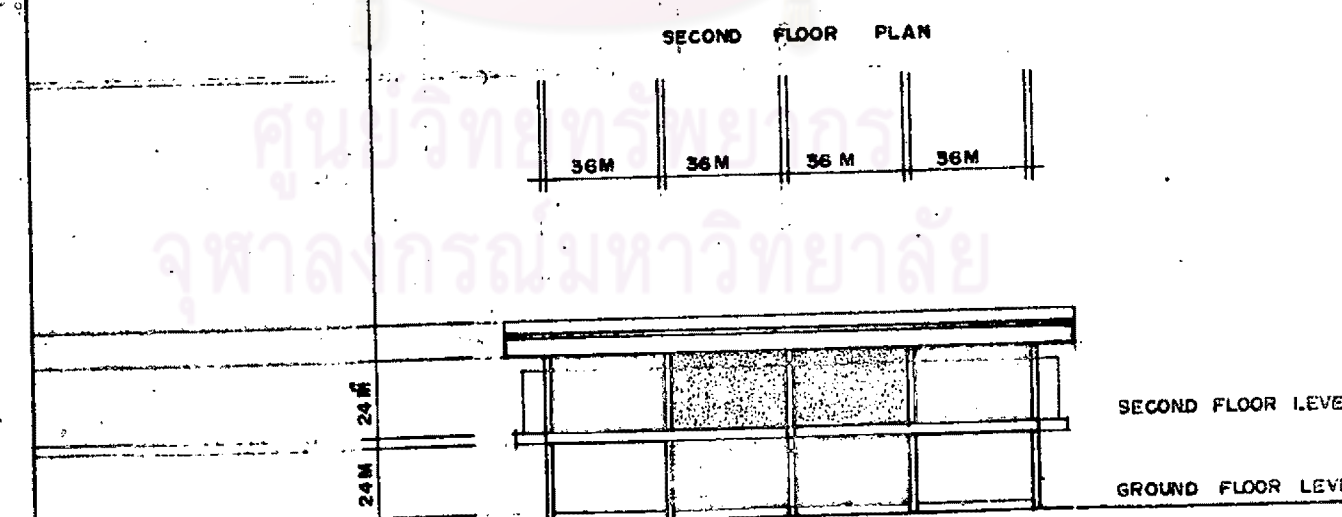 SECOND FLOOR PLAN
36M 36M 36M 36M
ศูนย์วิทยทรัพยากร
จุฬาลงกรณ์มหาวิทยาลัย
24M
SECOND FLOOR LEVE
24M
GROUND FLOOR LEVE